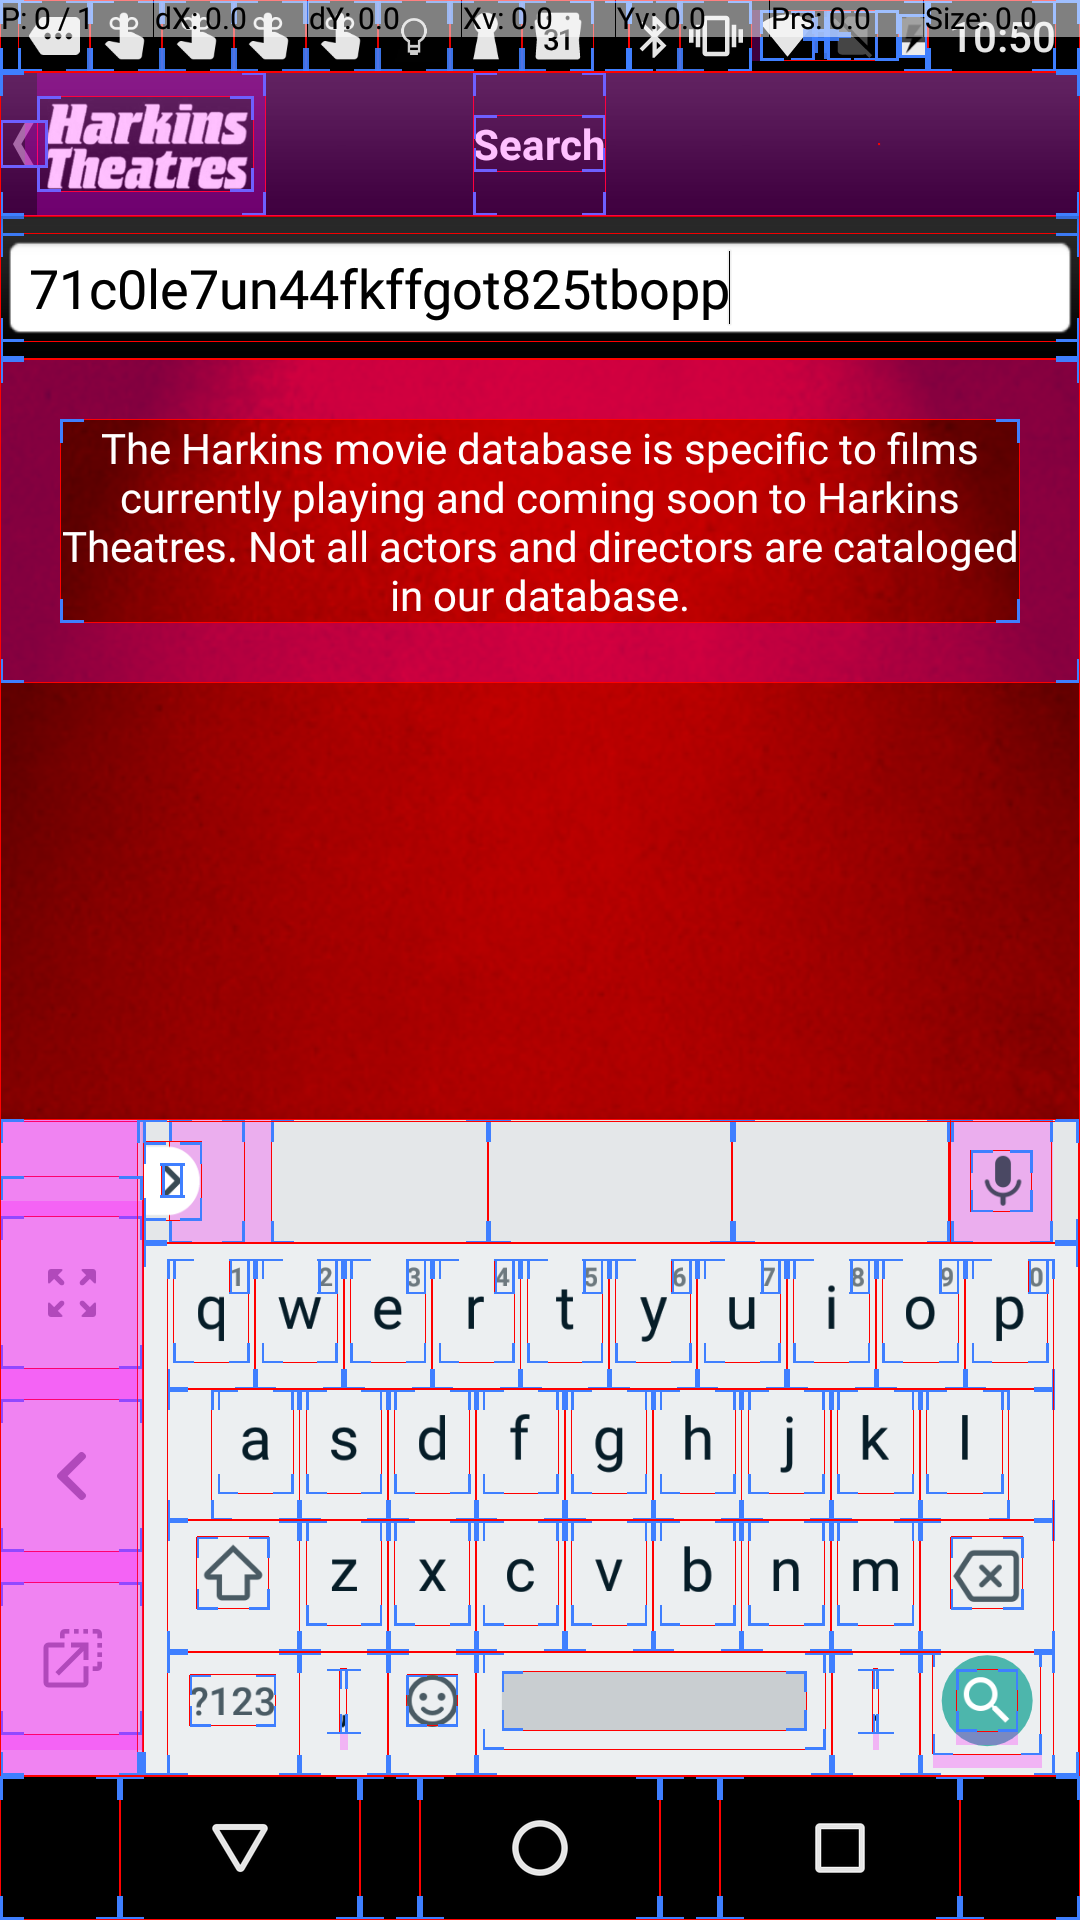 P: 0 / 1 dX: 0.0 dY: 0.0 Xv: 0.0 Yv: 0.0 Prs: 0.0 Size: 0.0
31 10:50
Harkins
Theatres
Search
71c0le7un44fkffgot825tbopp
The Harkins movie database is specific to films
currently playing and coming soon to Harkins
Theatres. Not all actors and directors are cataloged
in our database.
1 2 3 4 5 6 7 8 9 0
q w e r t y u i o p
a s d f g h j k l
z x c v b n m
?123 , .